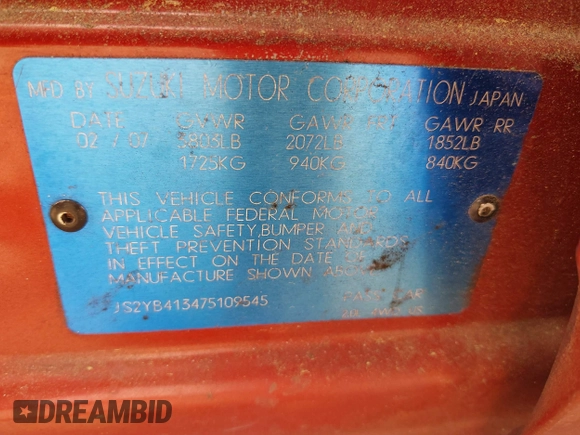 MFD BY SUZUKI MOTOR CORPORATION JAPAN
DATE GVWR GAWR FRT GAWR RR
02 / 07 3803LB 2072LB 1852LB
1725KG 940KG 840KG
THIS VEHICLE CONFORMS TO ALL
APPLICABLE FEDERAL MOTOR
VEHICLE SAFETY,BUMPER AND
THEFT PREVENTION STANDARDS
IN EFFECT ON THE DATE OF
MANUFACTURE SHOWN ABOVE
JS2YB413475109545 PASS CAR
DREAMBID